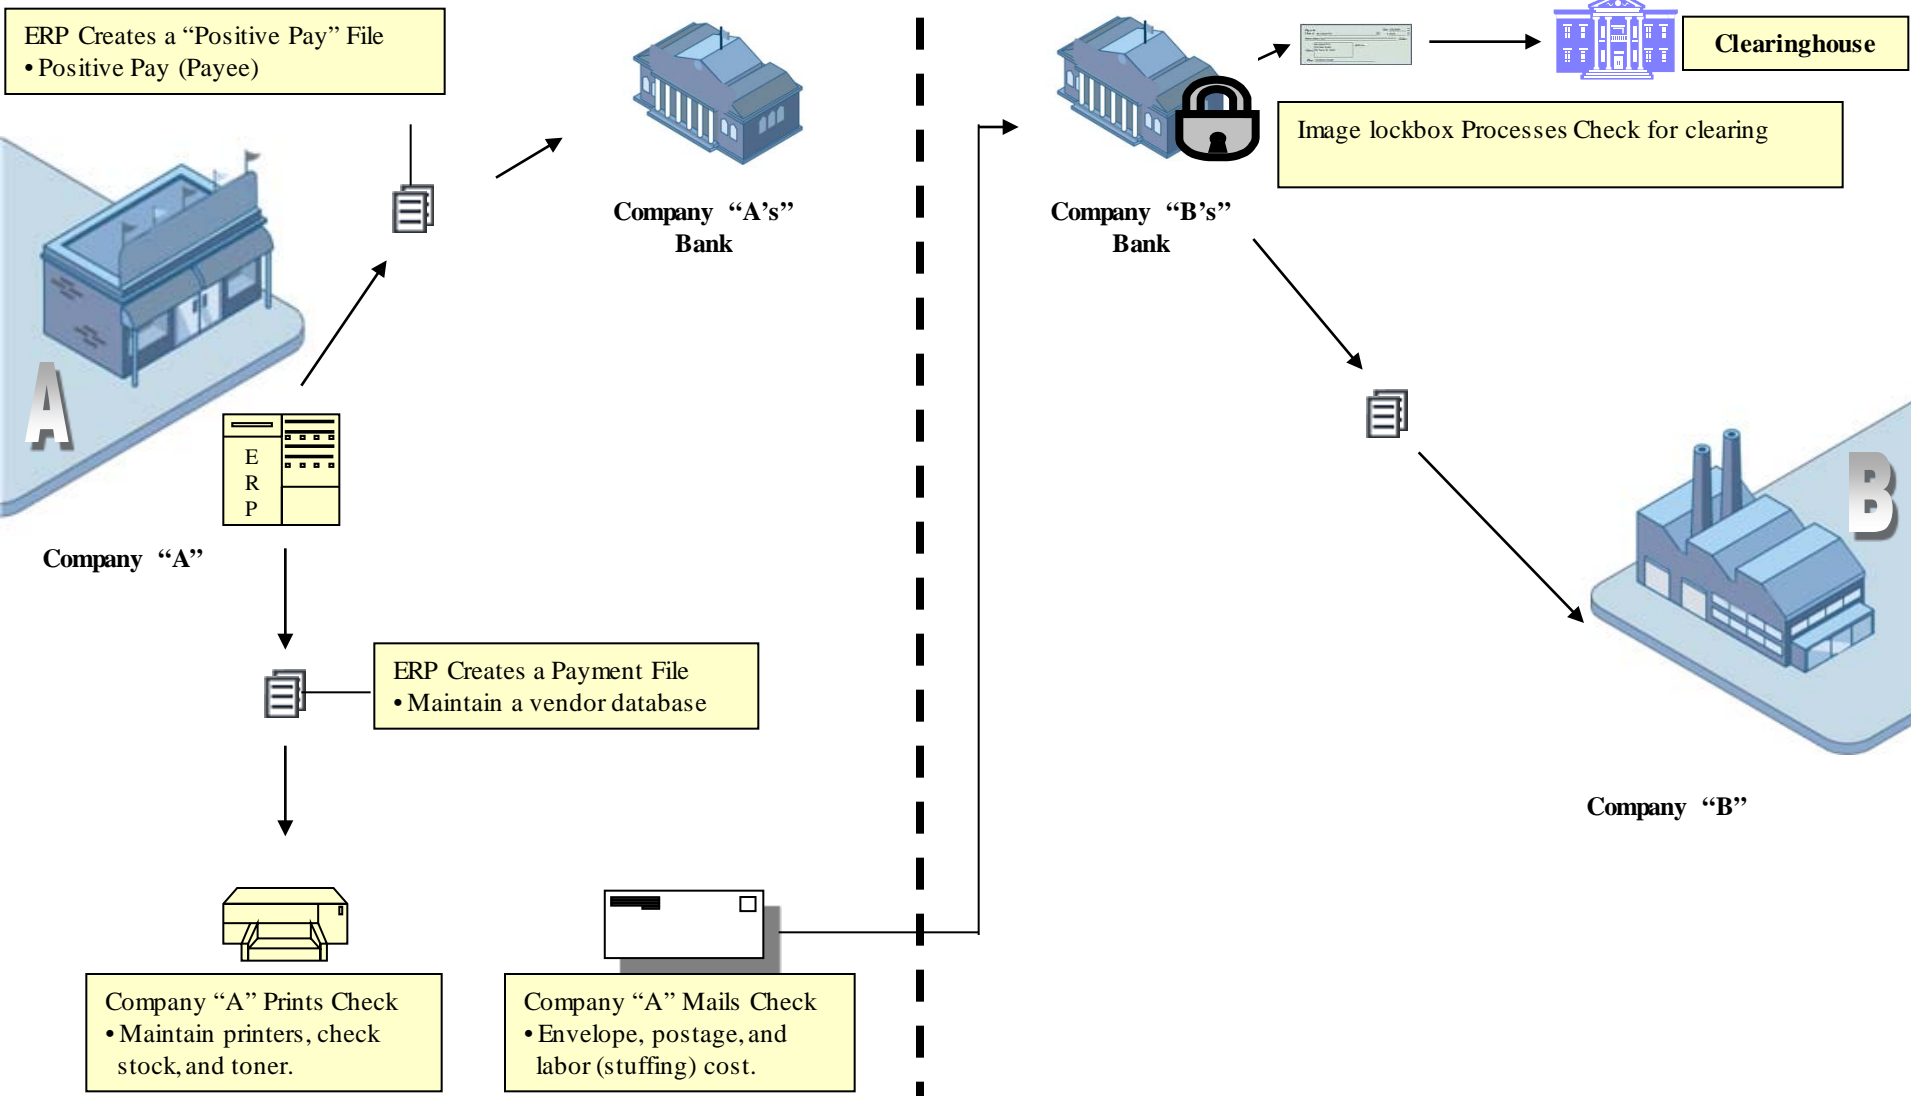 ERP Creates a “Positive Pay” File
• Positive Pay (Payee)
Company “A’s”
Bank
Company “B’s”
Bank
Clearinghouse
Image lockbox Processes Check for clearing
A
E
R
P
Company “A”
ERP Creates a Payment File
• Maintain a vendor database
B
Company “B”
Company “A” Prints Check
• Maintain printers, check
stock, and toner.
Company “A” Mails Check
• Envelope, postage, and
labor (stuffing) cost.